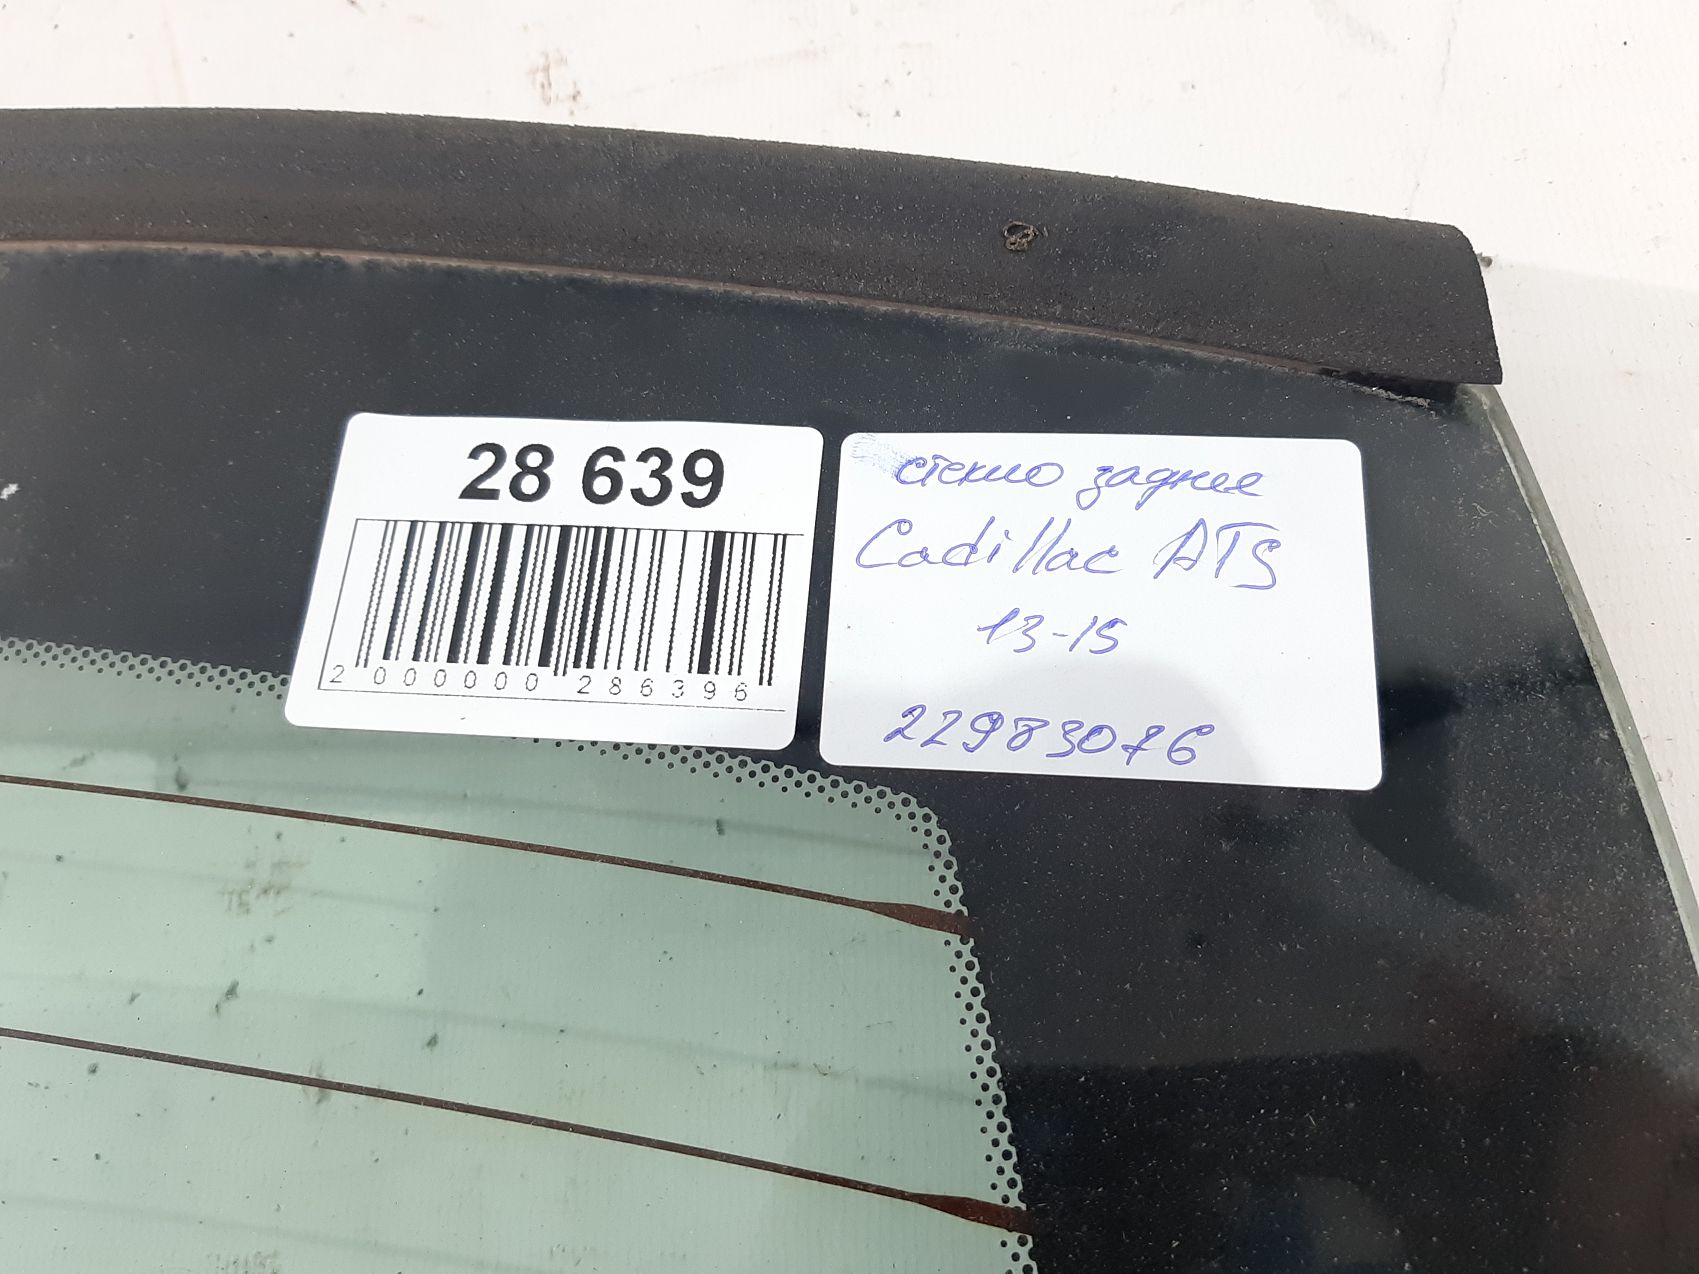 28 639
2 000000 286396
стекло заднее
Cadillac ATS
13-15
22983076